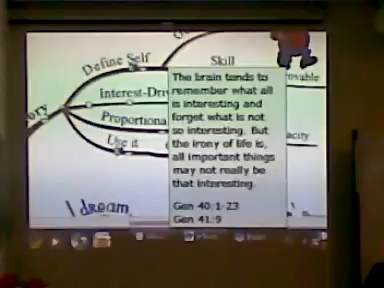 Define Self
Skill
Interest-Dri
Proportiona
Use it
I dream
The brain tends to
remember what all
is interesting and
forget what is not
so interesting. But
the irony of life is,
all important things
may not really be
that interesting.
Gen 40:1-23
Gen 41:9
ovable
acity